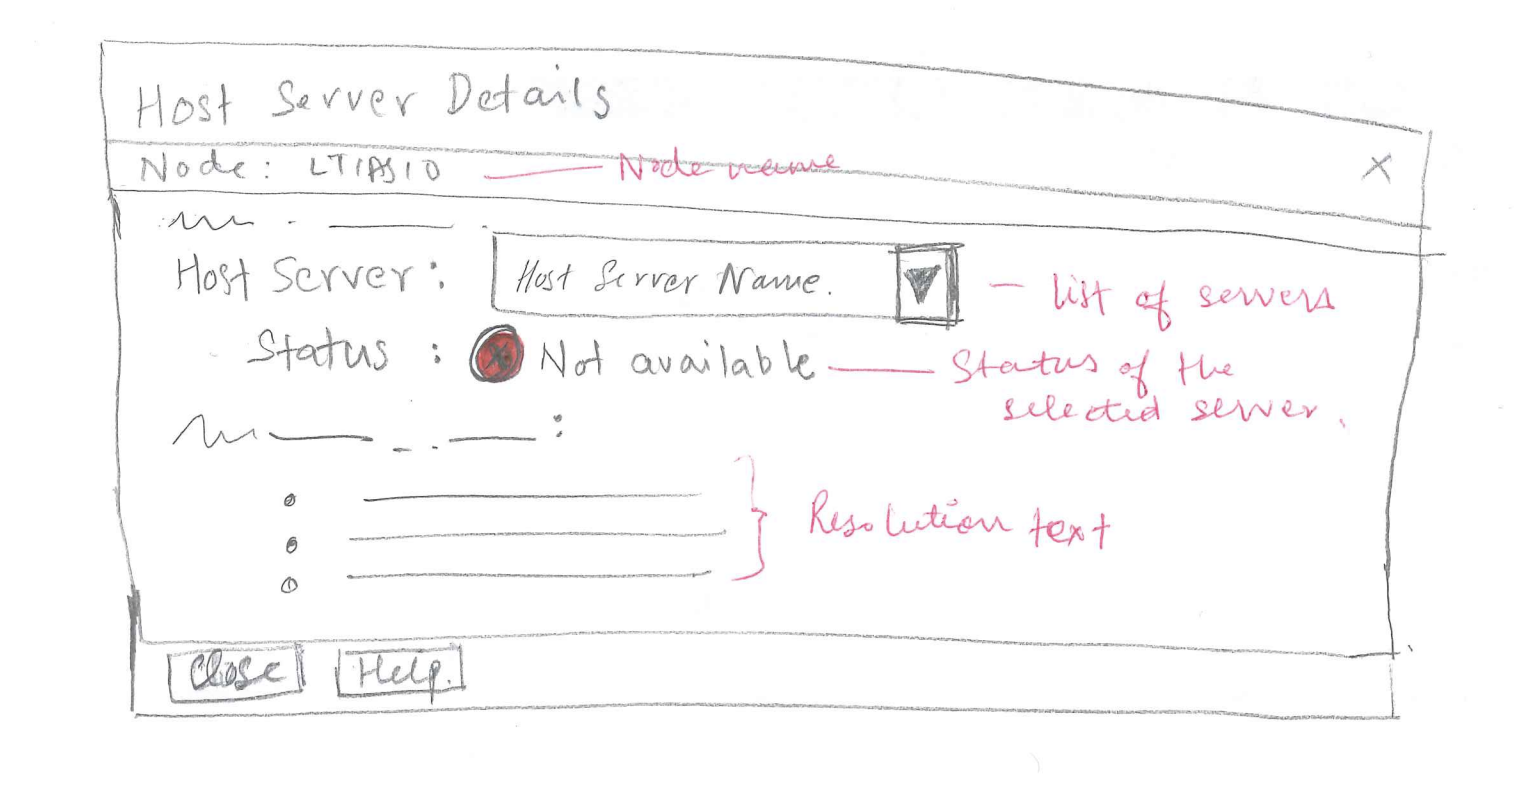 Host Server Details
Node: LTIPS10 Node name X
Host Server: Host Server Name. - list of servers
Status : X Not available Status of the
selected server.
Resolution text
Close Help.